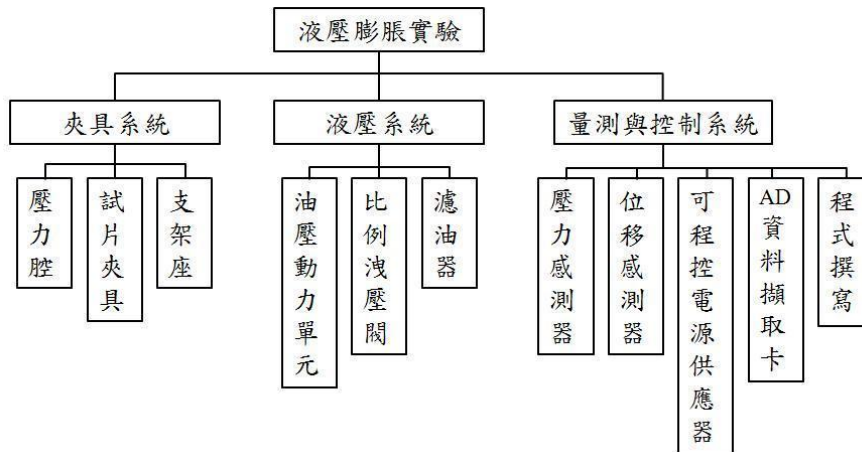 液壓膨脹實驗
夾具系統
液壓系統
量測與控制系統
壓力腔
試片夾具
支架座
油壓動力單元
比例洩壓閥
濾油器
壓力感測器
位移感測器
可程控電源供應器
AD資料擷取卡
程式撰寫